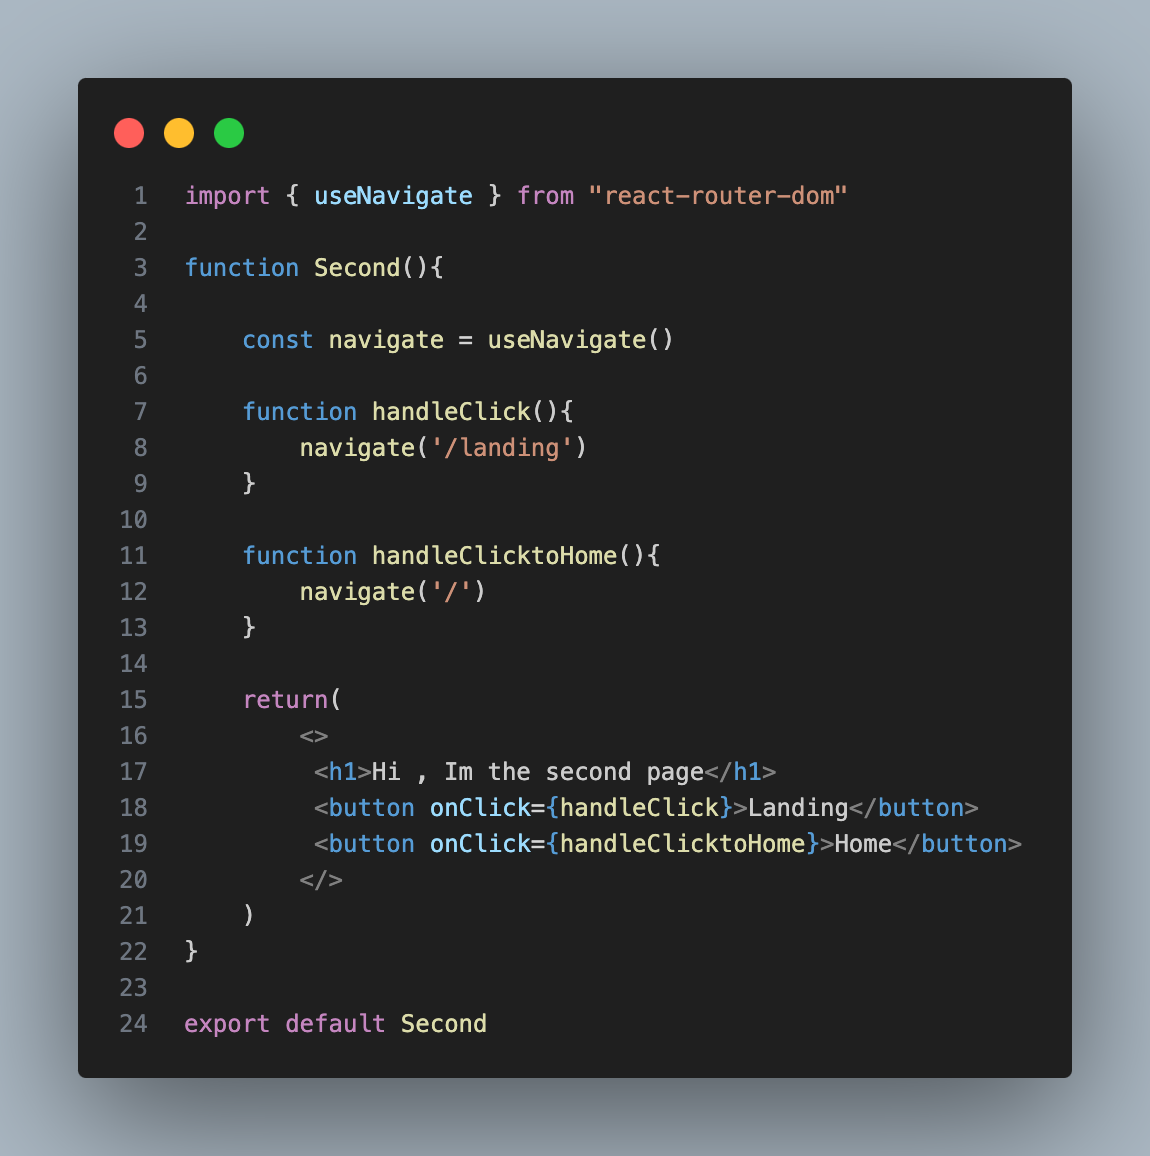 1 import { useNavigate } from "react-router-dom"
2
3 function Second(){
4
5     const navigate = useNavigate()
6
7     function handleClick(){
8         navigate('/landing')
9     }
10
11     function handleClicktoHome(){
12         navigate('/')
13     }
14
15     return(
16         <>
17          <h1>Hi , Im the second page</h1>
18          <button onClick={handleClick}>Landing</button>
19          <button onClick={handleClicktoHome}>Home</button>
20         </>
21     )
22 }
23
24 export default Second